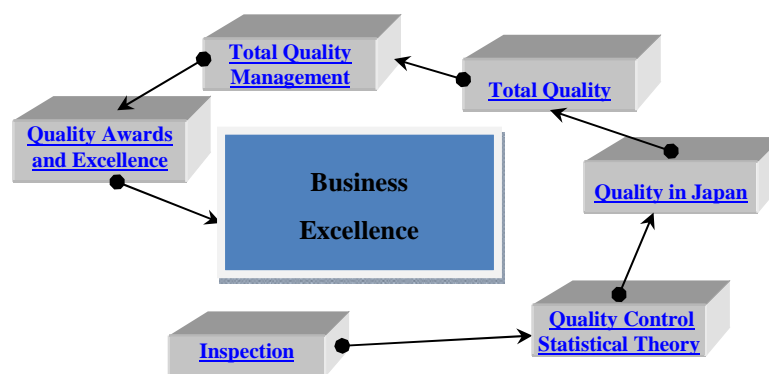 Total Quality
Management
Total Quality
Quality Awards
and Excellence
Business
Excellence
Quality in Japan
Quality Control
Statistical Theory
Inspection